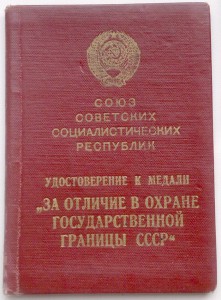 СОЮЗ
СОВЕТСКИХ
СОЦИАЛИСТИЧЕСКИХ
РЕСПУБЛИК
УДОСТОВЕРЕНИЕ К МЕДАЛИ
„ЗА ОТЛИЧИЕ В ОХРАНЕ
ГОСУДАРСТВЕННОЙ
ГРАНИЦЫ СССР“